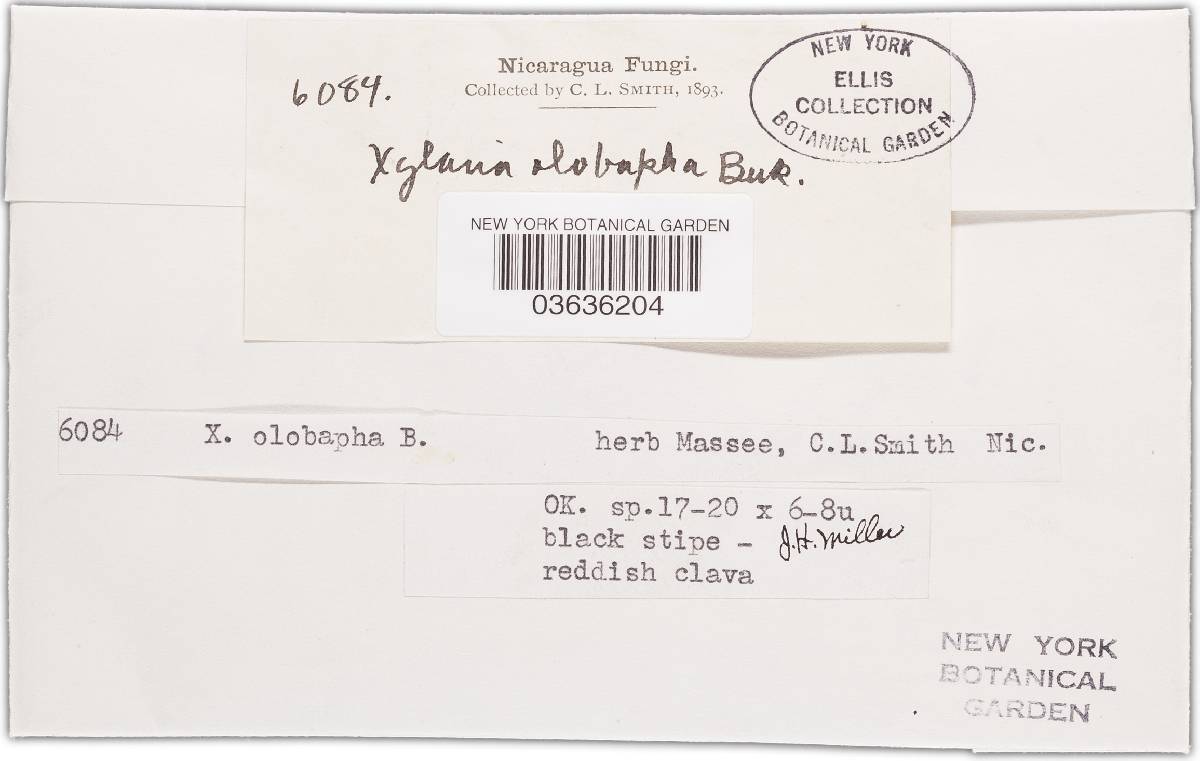 Nicaragua Fungi.
Collected by C. L. SMITH, 1893.
6084.
NEW YORK
ELLIS
COLLECTION
BOTANICAL GARDEN
Xylaria olobapha Berk.
NEW YORK BOTANICAL GARDEN
03636204
6084 X. olobapha B. herb Massee, C.L.Smith Nic.
OK. sp.17-20 x 6-8u
black stipe - J.H. Miller
reddish clava
NEW YORK
BOTANICAL
GARDEN